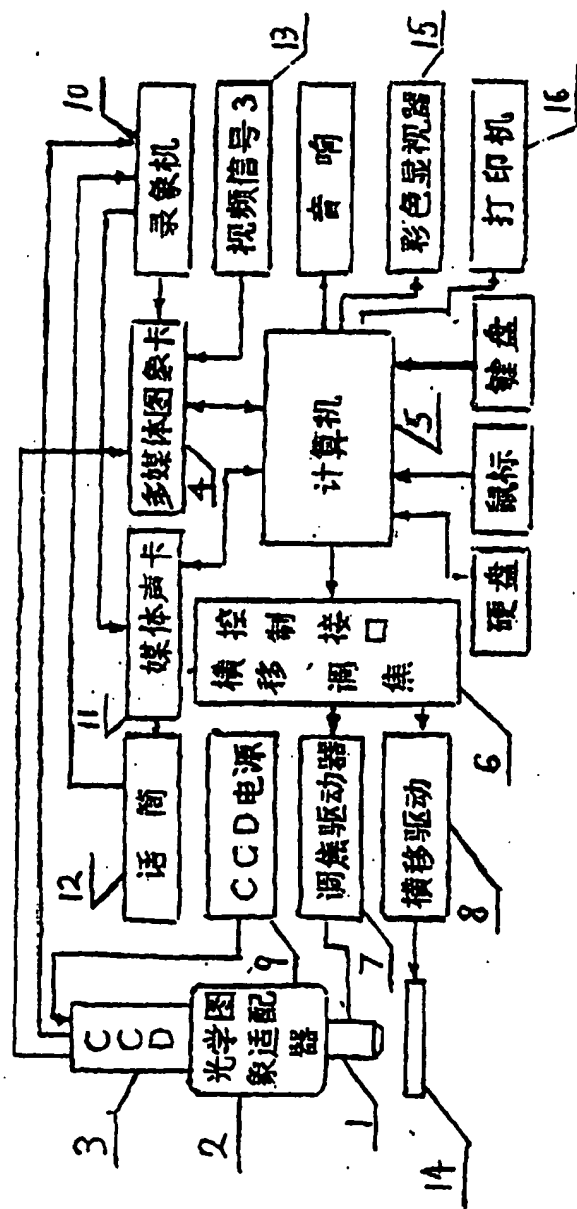 10
录象机
13
视频信号3
音响
15
彩色显视器
16
打印机
多媒体图象卡
4
计算机
5
键盘
鼠标
硬盘
11
媒体声卡
控制接口
横移调焦
6
12
话筒
CCD电源
9
调焦驱动器
7
横移驱动
8
3
CCD
2
光学图
象适配
器
1
14